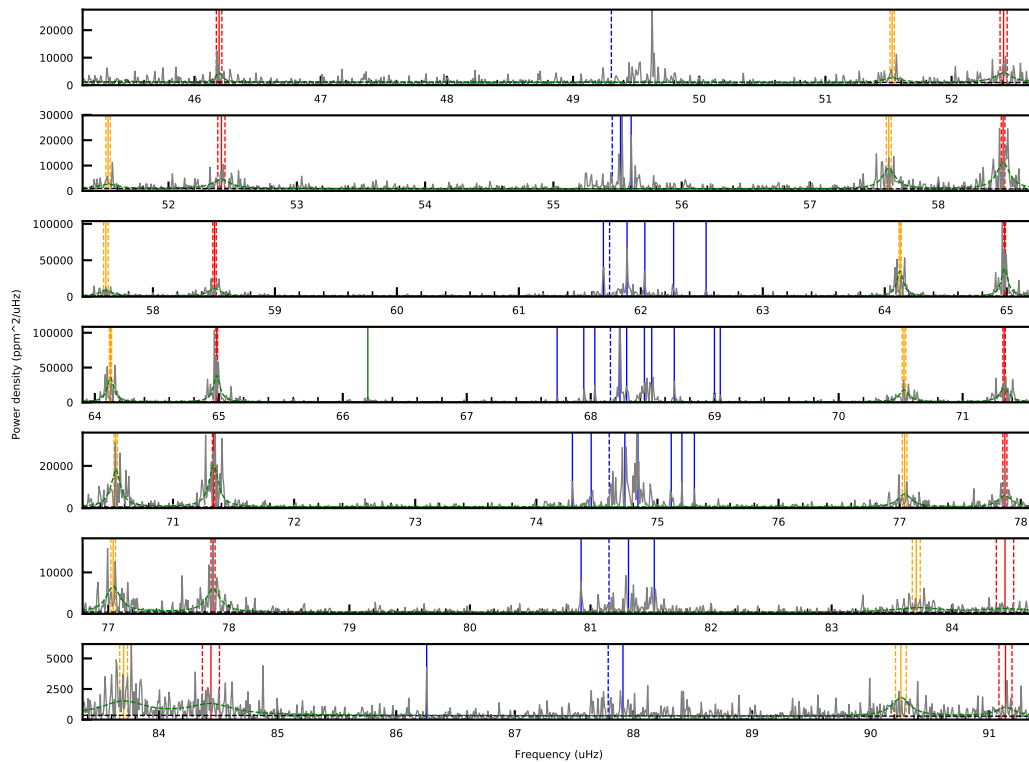 20000
10000
0
46 47 48 49 50 51 52
30000
20000
10000
0
52 53 54 55 56 57 58
100000
50000
0
58 59 60 61 62 63 64 65
Power density (ppm^2/uHz)
100000
50000
0
64 65 66 67 68 69 70 71
20000
0
71 72 73 74 75 76 77 78
10000
0
77 78 79 80 81 82 83 84
5000
2500
0
84 85 86 87 88 89 90 91
Frequency (uHz)